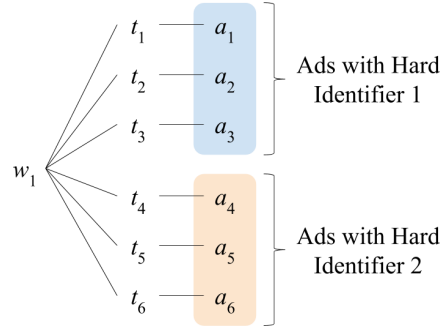 t1 a1
t2 a2
t3 a3
Ads with Hard
Identifier 1
w1
t4 a4
t5 a5
t6 a6
Ads with Hard
Identifier 2